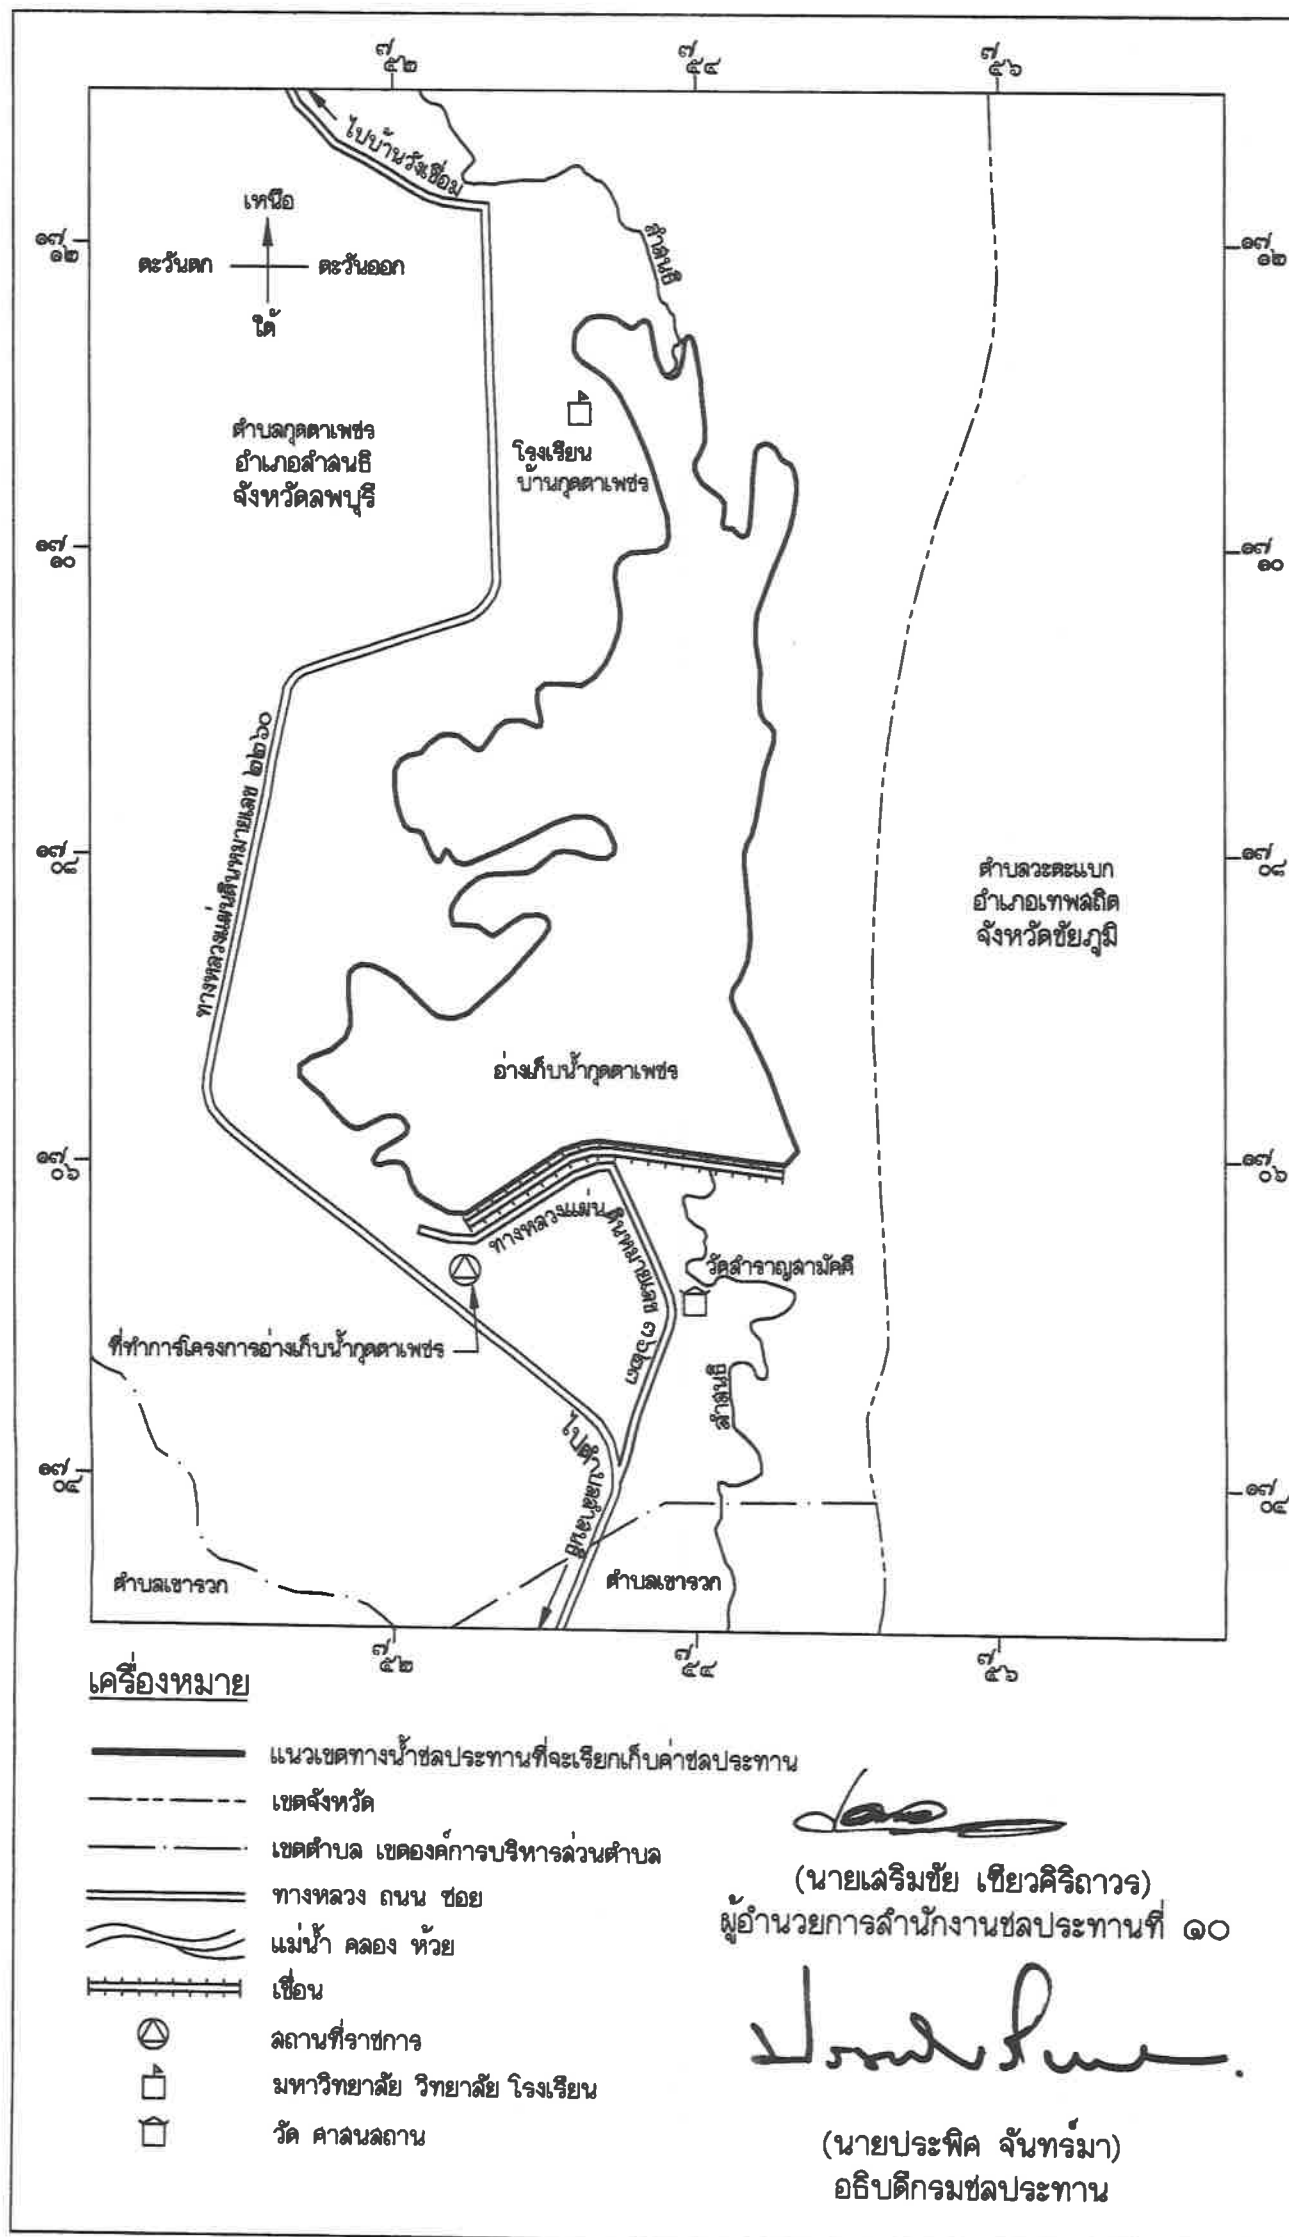 ๗๕๒
๗๕๔
๗๕๖
ไปบ้านวังเชื่อม
เหนือ
ตะวันตก
ตะวันออก
ใต้
ลำสนธิ
๑๗๑๒
๑๗๑๒
ตำบลกุดตาเพชร
อำเภอลำสนธิ
จังหวัดลพบุรี
โรงเรียน
บ้านกุดตาเพชร
๑๗๑๐
๑๗๑๐
ทางหลวงแผ่นดินหมายเลข ๒๒๖๐
๑๗๐๘
๑๗๐๘
ตำบลวะตะแบก
อำเภอเทพสถิต
จังหวัดชัยภูมิ
อ่างเก็บน้ำกุดตาเพชร
๑๗๐๖
๑๗๐๖
ทางหลวงแผ่นดินหมายเลข ๓๖๒๓
วัดสำราญสามัคคี
ที่ทำการโครงการอ่างเก็บน้ำกุดตาเพชร
ลำสนธิ
ไปตำบลลำสนธิ
๑๗๐๔
๑๗๐๔
ตำบลเขารวก
ตำบลเขารวก
๗๕๒
๗๕๔
๗๕๖
เครื่องหมาย
แนวเขตทางน้ำชลประทานที่จะเรียกเก็บค่าชลประทาน
เขตจังหวัด
เขตตำบล เขตองค์การบริหารส่วนตำบล
ทางหลวง ถนน ซอย
แม่น้ำ คลอง ห้วย
เขื่อน
สถานที่ราชการ
มหาวิทยาลัย วิทยาลัย โรงเรียน
วัด ศาสนสถาน
(นายเสริมชัย เซียวศิริถาวร)
ผู้อำนวยการสำนักงานชลประทานที่ ๑๐
(นายประพิศ จันทร์มา)
อธิบดีกรมชลประทาน